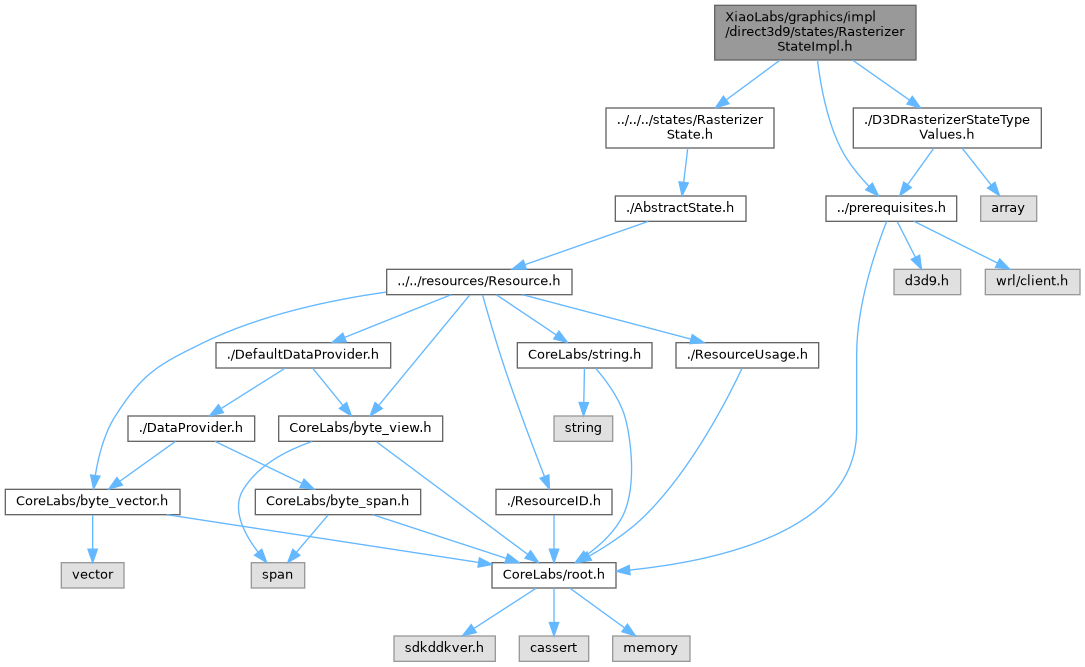 XiaoLabs/graphics/impl
/direct3d9/states/Rasterizer
StateImpl.h
../../../states/Rasterizer
State.h
./D3DRasterizerStateType
Values.h
./AbstractState.h
../prerequisites.h
array
../../resources/Resource.h
d3d9.h
wrl/client.h
./DefaultDataProvider.h
CoreLabs/string.h
./ResourceUsage.h
./DataProvider.h
CoreLabs/byte_view.h
string
CoreLabs/byte_vector.h
CoreLabs/byte_span.h
./ResourceID.h
vector
span
CoreLabs/root.h
sdkddkver.h
cassert
memory